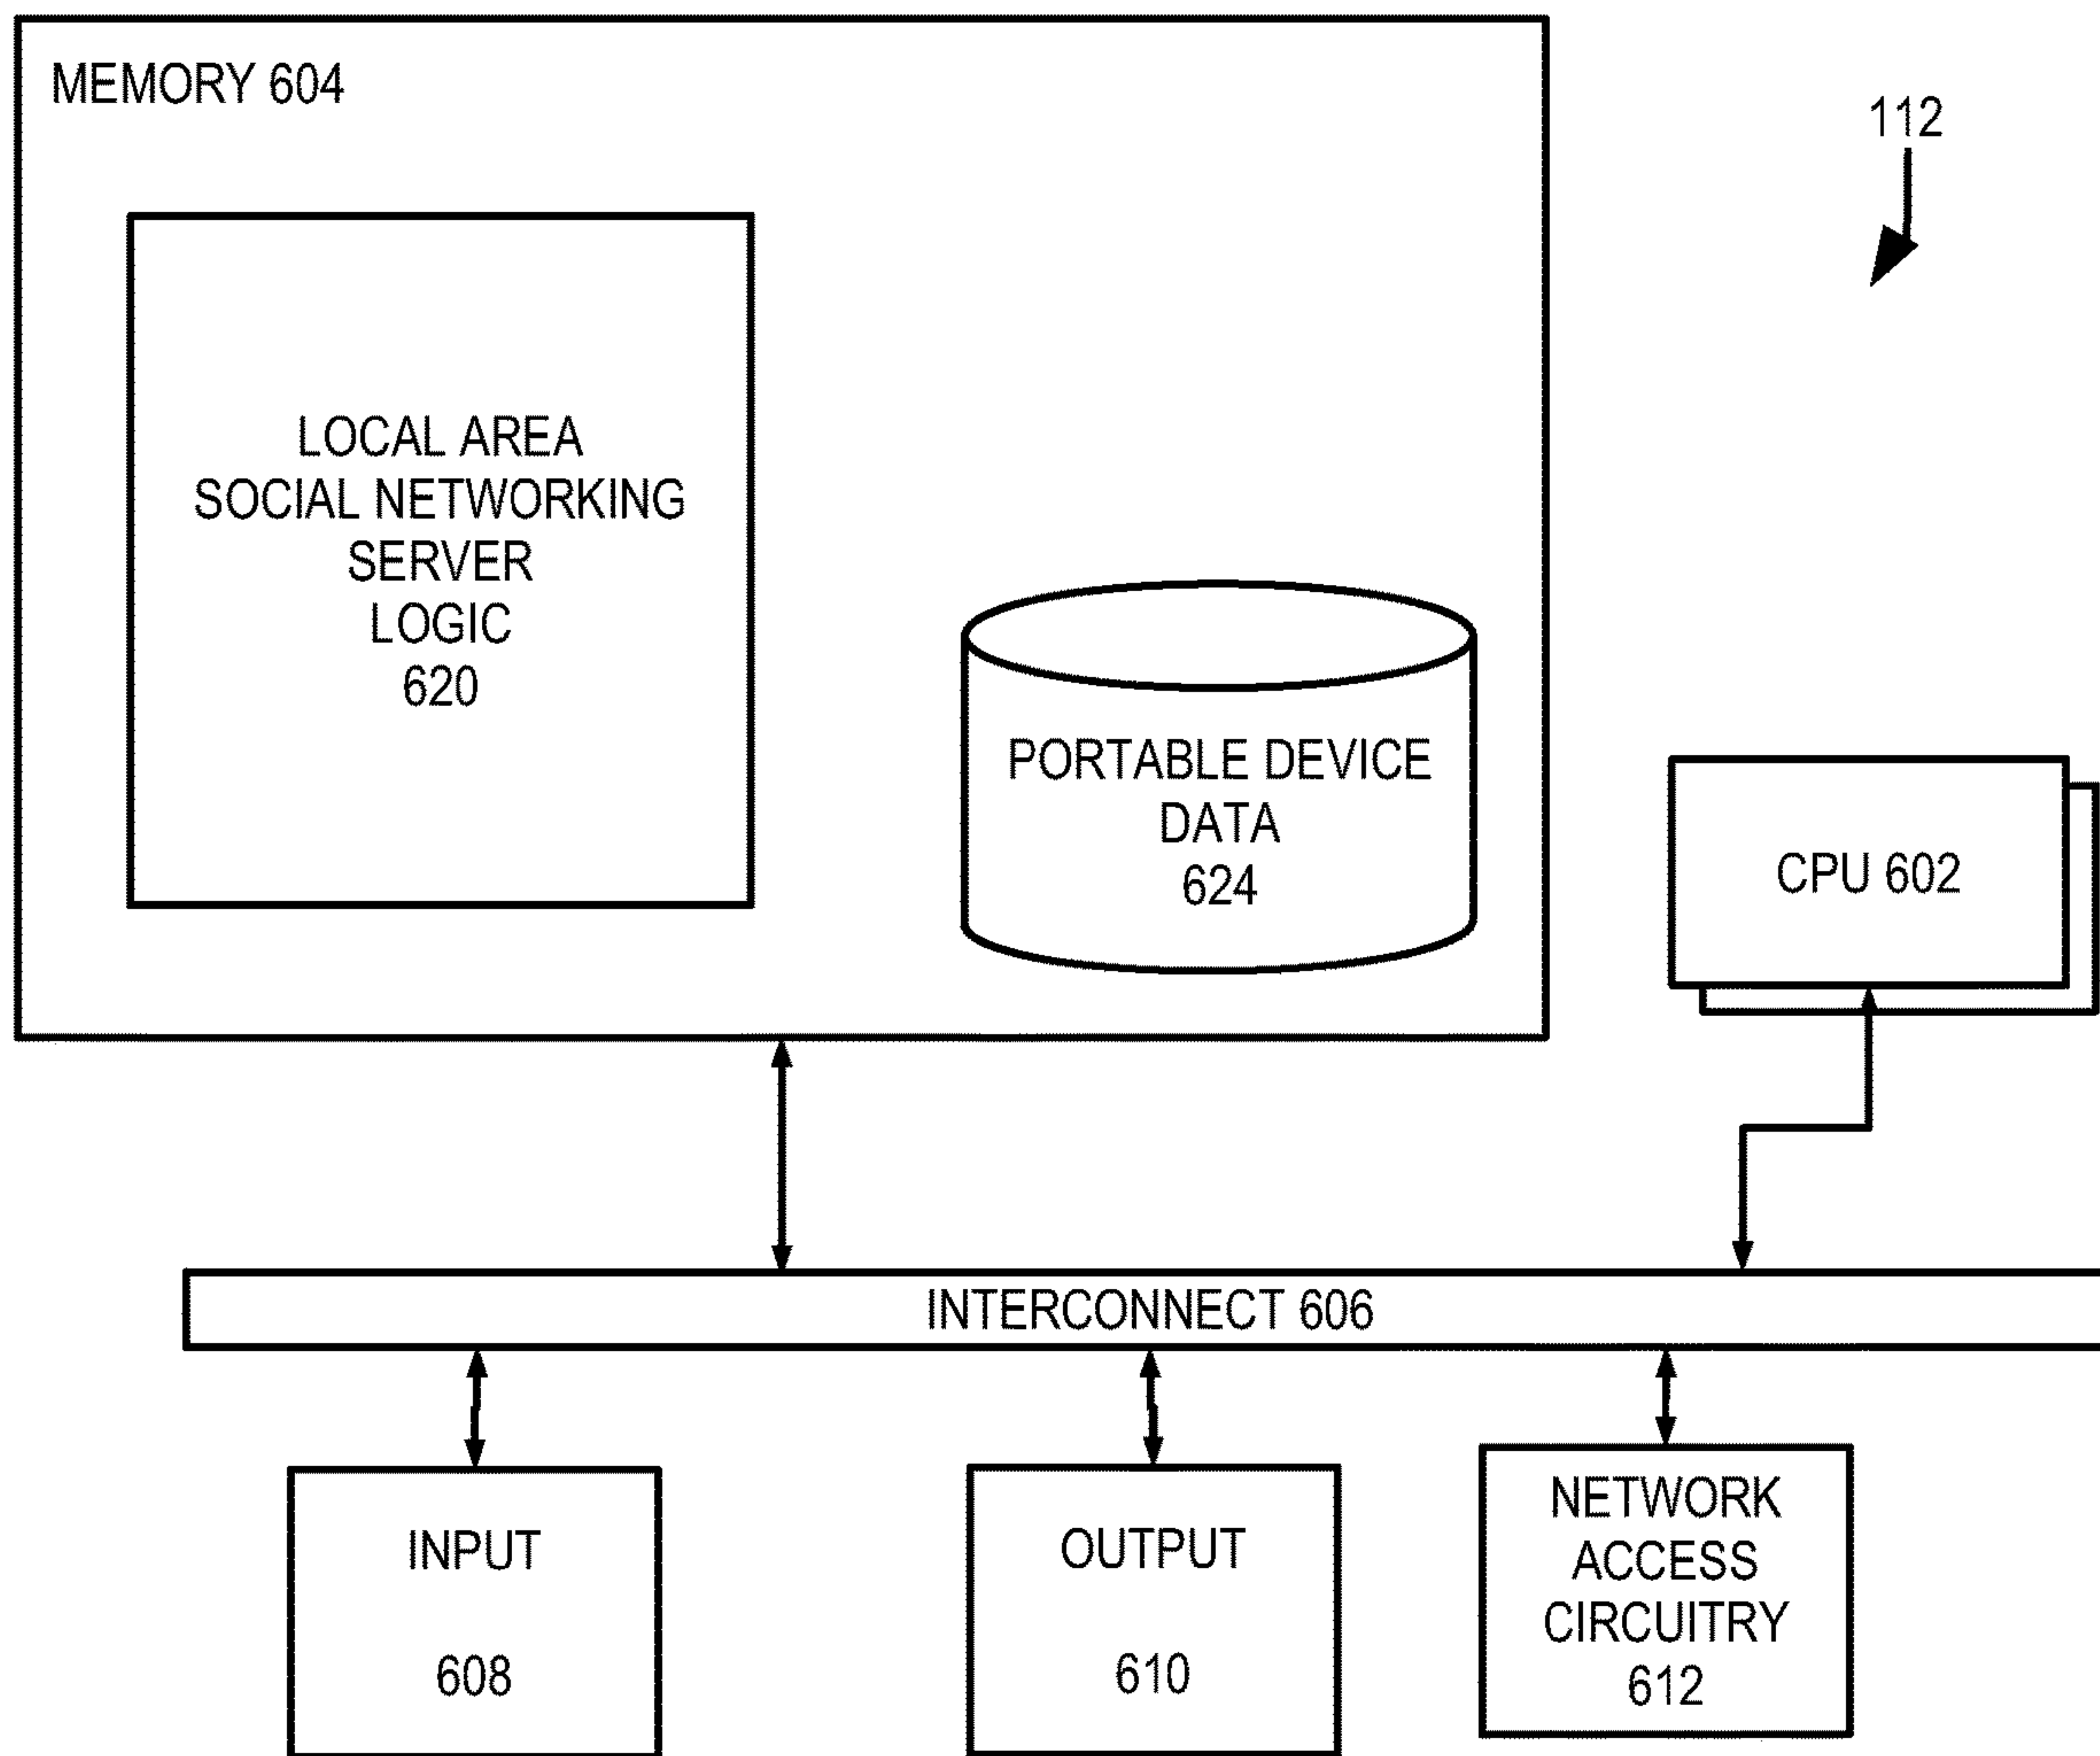 MEMORY 604
112
LOCAL AREA
SOCIAL NETWORKING
SERVER
LOGIC
620
PORTABLE DEVICE
DATA
624
CPU 602
INTERCONNECT 606
INPUT
608
OUTPUT
610
NETWORK
ACCESS
CIRCUITRY
612